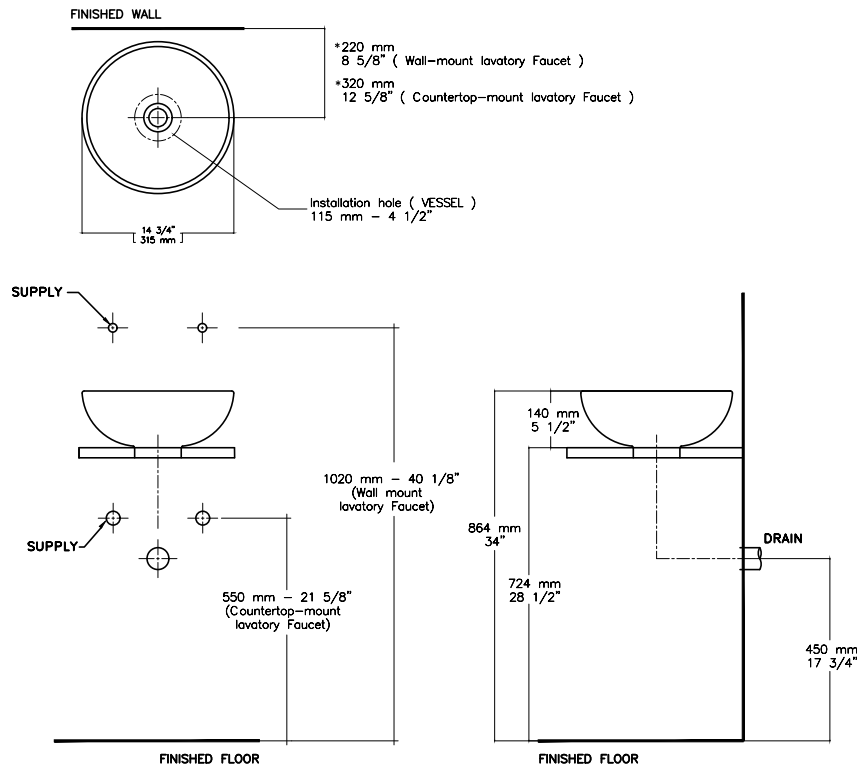 FINISHED WALL
*220 mm
8 5/8" ( Wall-mount lavatory Faucet )
*320 mm
12 5/8" ( Countertop-mount lavatory Faucet )
Installation hole ( VESSEL )
115 mm - 4 1/2"
14 3/4"
[ 315 mm ]
SUPPLY
140 mm
5 1/2"
1020 mm - 40 1/8"
(Wall mount
lavatory Faucet)
864 mm
34"
DRAIN
SUPPLY
724 mm
28 1/2"
550 mm - 21 5/8"
(Countertop-mount
lavatory Faucet)
450 mm
17 3/4"
FINISHED FLOOR
FINISHED FLOOR